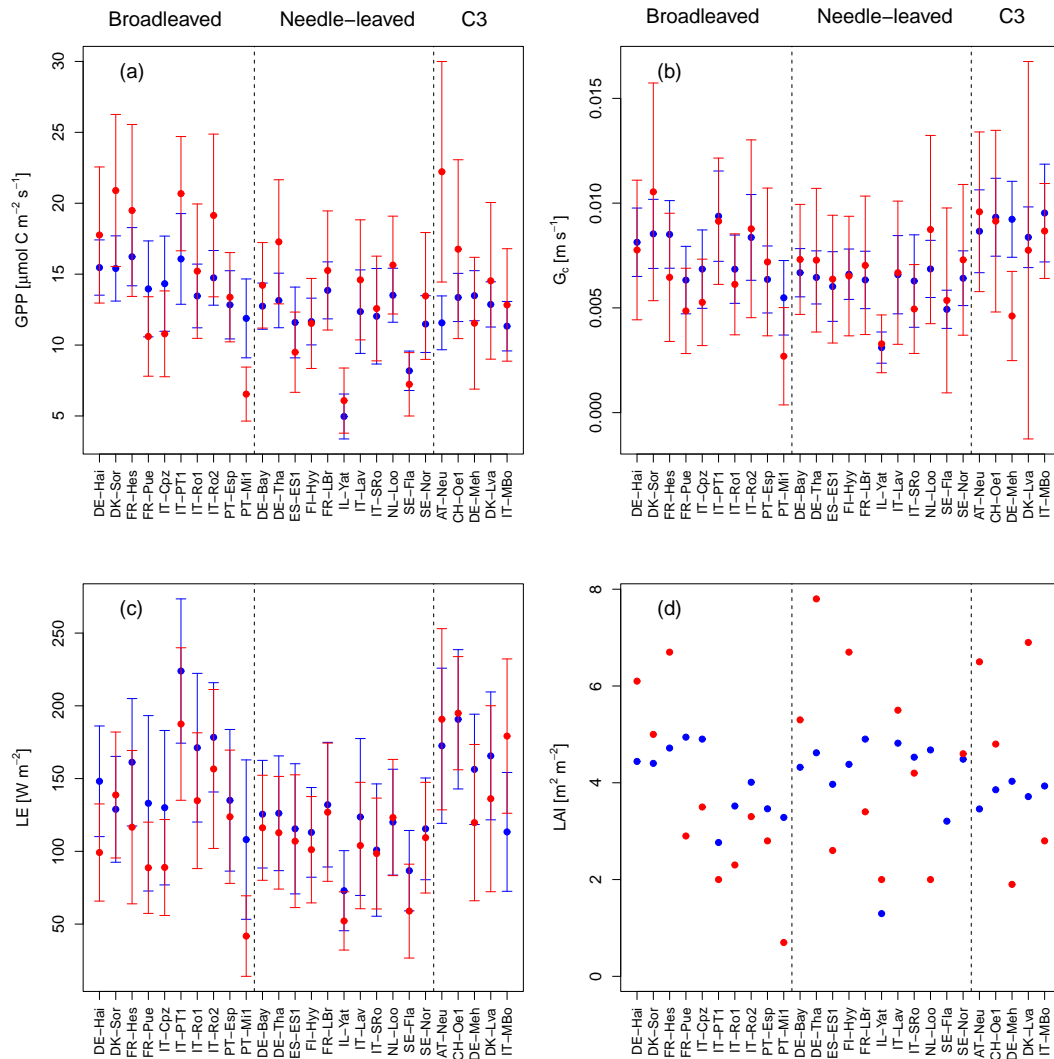 Broadleaved Needle−leaved C3
Broadleaved Needle−leaved C3
(a)
GPP [μmol C m−2 s−1]
5 10 15 20 25 30
DE−Hai DK−Sor FR−Hes FR−Pue IT−Cpz IT−PT1 IT−Ro1 IT−Ro2 PT−Esp PT−Mi1 DE−Bay DE−Tha ES−ES1 FI−Hyy FR−LBr IL−Yat IT−Lav IT−SRo NL−Loo SE−Fla SE−Nor AT−Neu CH−Oe1 DE−Meh DK−Lva IT−MBo
(b)
Gc [m s−1]
0.000 0.005 0.010 0.015
DE−Hai DK−Sor FR−Hes FR−Pue IT−Cpz IT−PT1 IT−Ro1 IT−Ro2 PT−Esp PT−Mi1 DE−Bay DE−Tha ES−ES1 FI−Hyy FR−LBr IL−Yat IT−Lav IT−SRo NL−Loo SE−Fla SE−Nor AT−Neu CH−Oe1 DE−Meh DK−Lva IT−MBo
(c)
LE [W m−2]
50 100 150 200 250
DE−Hai DK−Sor FR−Hes FR−Pue IT−Cpz IT−PT1 IT−Ro1 IT−Ro2 PT−Esp PT−Mi1 DE−Bay DE−Tha ES−ES1 FI−Hyy FR−LBr IL−Yat IT−Lav IT−SRo NL−Loo SE−Fla SE−Nor AT−Neu CH−Oe1 DE−Meh DK−Lva IT−MBo
(d)
LAI [m2 m−2]
0 2 4 6 8
DE−Hai DK−Sor FR−Hes FR−Pue IT−Cpz IT−PT1 IT−Ro1 IT−Ro2 PT−Esp PT−Mi1 DE−Bay DE−Tha ES−ES1 FI−Hyy FR−LBr IL−Yat IT−Lav IT−SRo NL−Loo SE−Fla SE−Nor AT−Neu CH−Oe1 DE−Meh DK−Lva IT−MBo